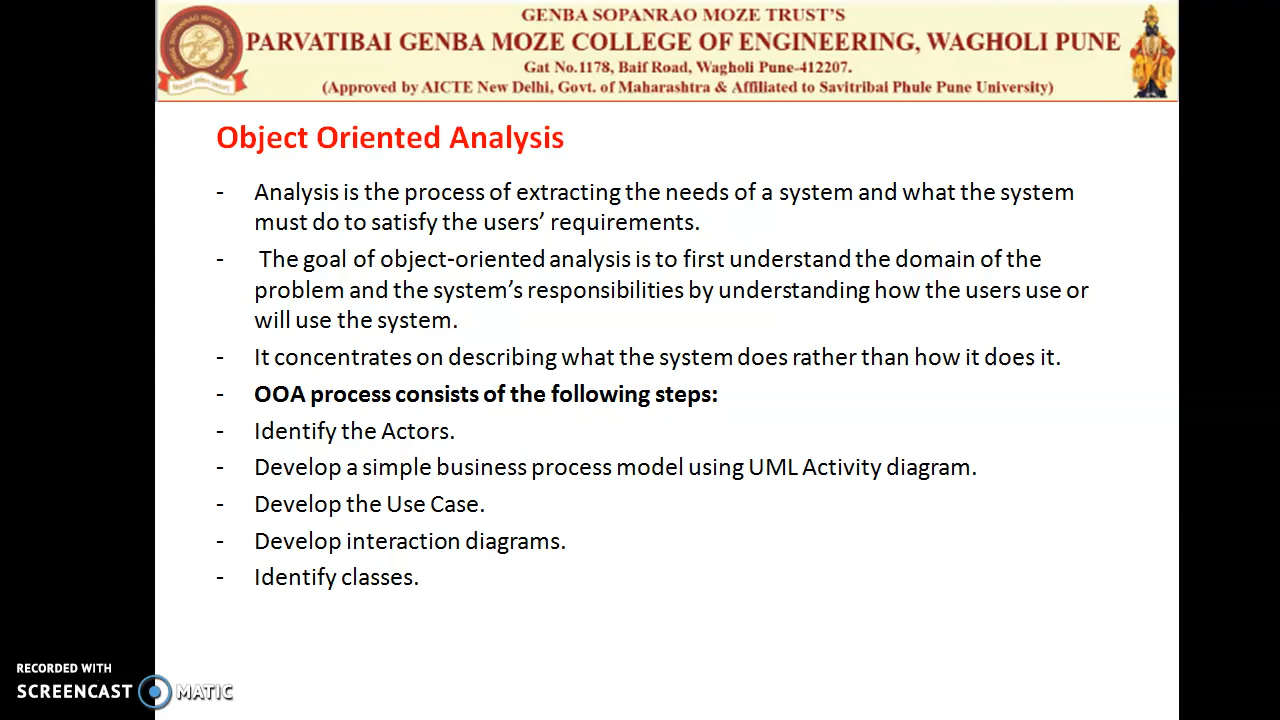 GENBA SOPANRAO MOZE TRUST'S
PARVATIBAI GENBA MOZE COLLEGE OF ENGINEERING, WAGHOLI PUNE
Gat No.1178, Baif Road, Wagholi Pune-412207.
(Approved by AICTE New Delhi, Govt. of Maharashtra & Affiliated to Savitribai Phule Pune University)
Object Oriented Analysis
- Analysis is the process of extracting the needs of a system and what the system
must do to satisfy the users’ requirements.
- The goal of object-oriented analysis is to first understand the domain of the
problem and the system’s responsibilities by understanding how the users use or
will use the system.
- It concentrates on describing what the system does rather than how it does it.
- OOA process consists of the following steps:
- Identify the Actors.
- Develop a simple business process model using UML Activity diagram.
- Develop the Use Case.
- Develop interaction diagrams.
- Identify classes.
RECORDED WITH
SCREENCAST MATIC